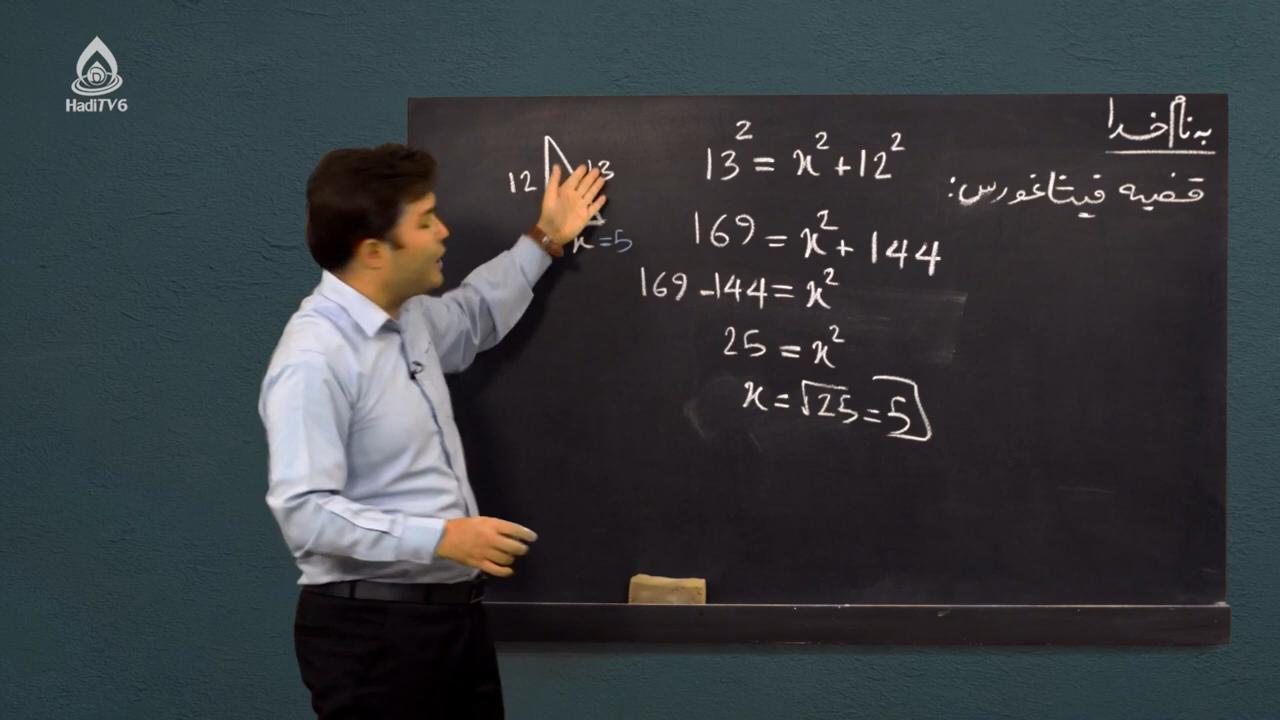 HadiTV6
به نام خدا
قضیه فیثاغورس:
12
13
x = 5
13² = x² + 12²
169 = x² + 144
169 - 144 = x²
25 = x²
x = √25 = 5